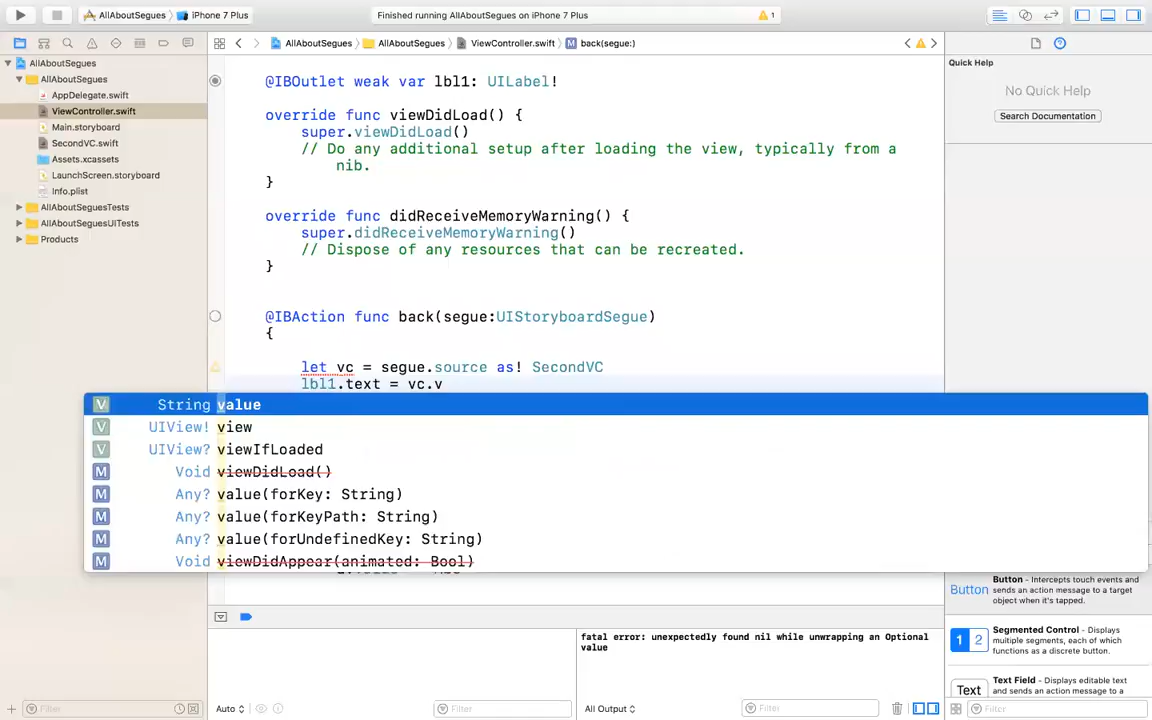 AllAboutSegues
iPhone 7 Plus
Finished running AllAboutSegues on iPhone 7 Plus
1
AllAboutSegues
AllAboutSegues
ViewController.swift
back(segue:)
AllAboutSegues
AllAboutSegues
AppDelegate.swift
ViewController.swift
Main.storyboard
SecondVC.swift
Assets.xcassets
LaunchScreen.storyboard
Info.plist
AllAboutSeguesTests
AllAboutSeguesUITests
Products
@IBOutlet weak var lbl1: UILabel!
override func viewDidLoad() {
super.viewDidLoad()
// Do any additional setup after loading the view, typically from a
nib.
}
override func didReceiveMemoryWarning() {
super.didReceiveMemoryWarning()
// Dispose of any resources that can be recreated.
}
@IBAction func back(segue:UIStoryboardSegue)
{
let vc = segue.source as! SecondVC
lbl1.text = vc.v
V String value
V UIView! view
V UIView? viewIfLoaded
M Void viewDidLoad()
M Any? value(forKey: String)
M Any? value(forKeyPath: String)
M Any? value(forUndefinedKey: String)
M Void viewDidAppear(animated: Bool)
Quick Help
No Quick Help
Search Documentation
Button
Button - Intercepts touch events and
sends an action message to a target
object when it's tapped.
1 2
Segmented Control - Displays
multiple segments, each of which
functions as a discrete button.
Text
Text Field - Displays editable text
and sends an action message to a
fatal error: unexpectedly found nil while unwrapping an Optional
value
Filter
Auto
Filter
All Output
Filter
Filter